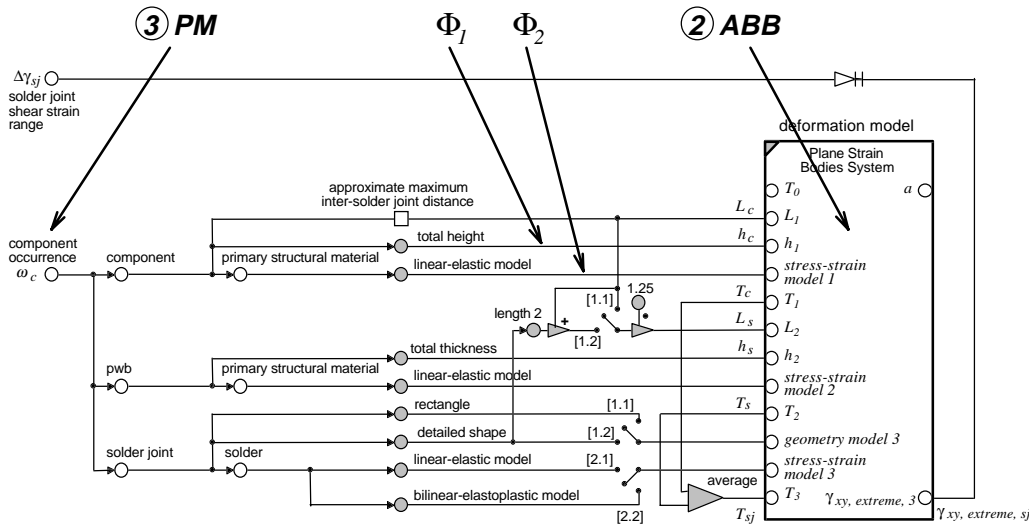 3 PM
Φ1
Φ2
2 ABB
Δγsj
solder joint
shear strain
range
deformation model
Plane Strain
Bodies System
T0
a
approximate maximum
inter-solder joint distance
Lc
L1
total height
hc
h1
component
occurrence
ωc
component
primary structural material
linear-elastic model
stress-strain
model 1
Tc
T1
[1.1]
1.25
length 2
+
-
[1.2]
Ls
L2
total thickness
hs
h2
pwb
primary structural material
linear-elastic model
stress-strain
model 2
rectangle
[1.1]
Ts
T2
detailed shape
[1.2]
geometry model 3
solder joint
solder
linear-elastic model
[2.1]
stress-strain
model 3
average
bilinear-elastoplastic model
[2.2]
T3
Tsj
γxy, extreme, 3
γxy, extreme, sj